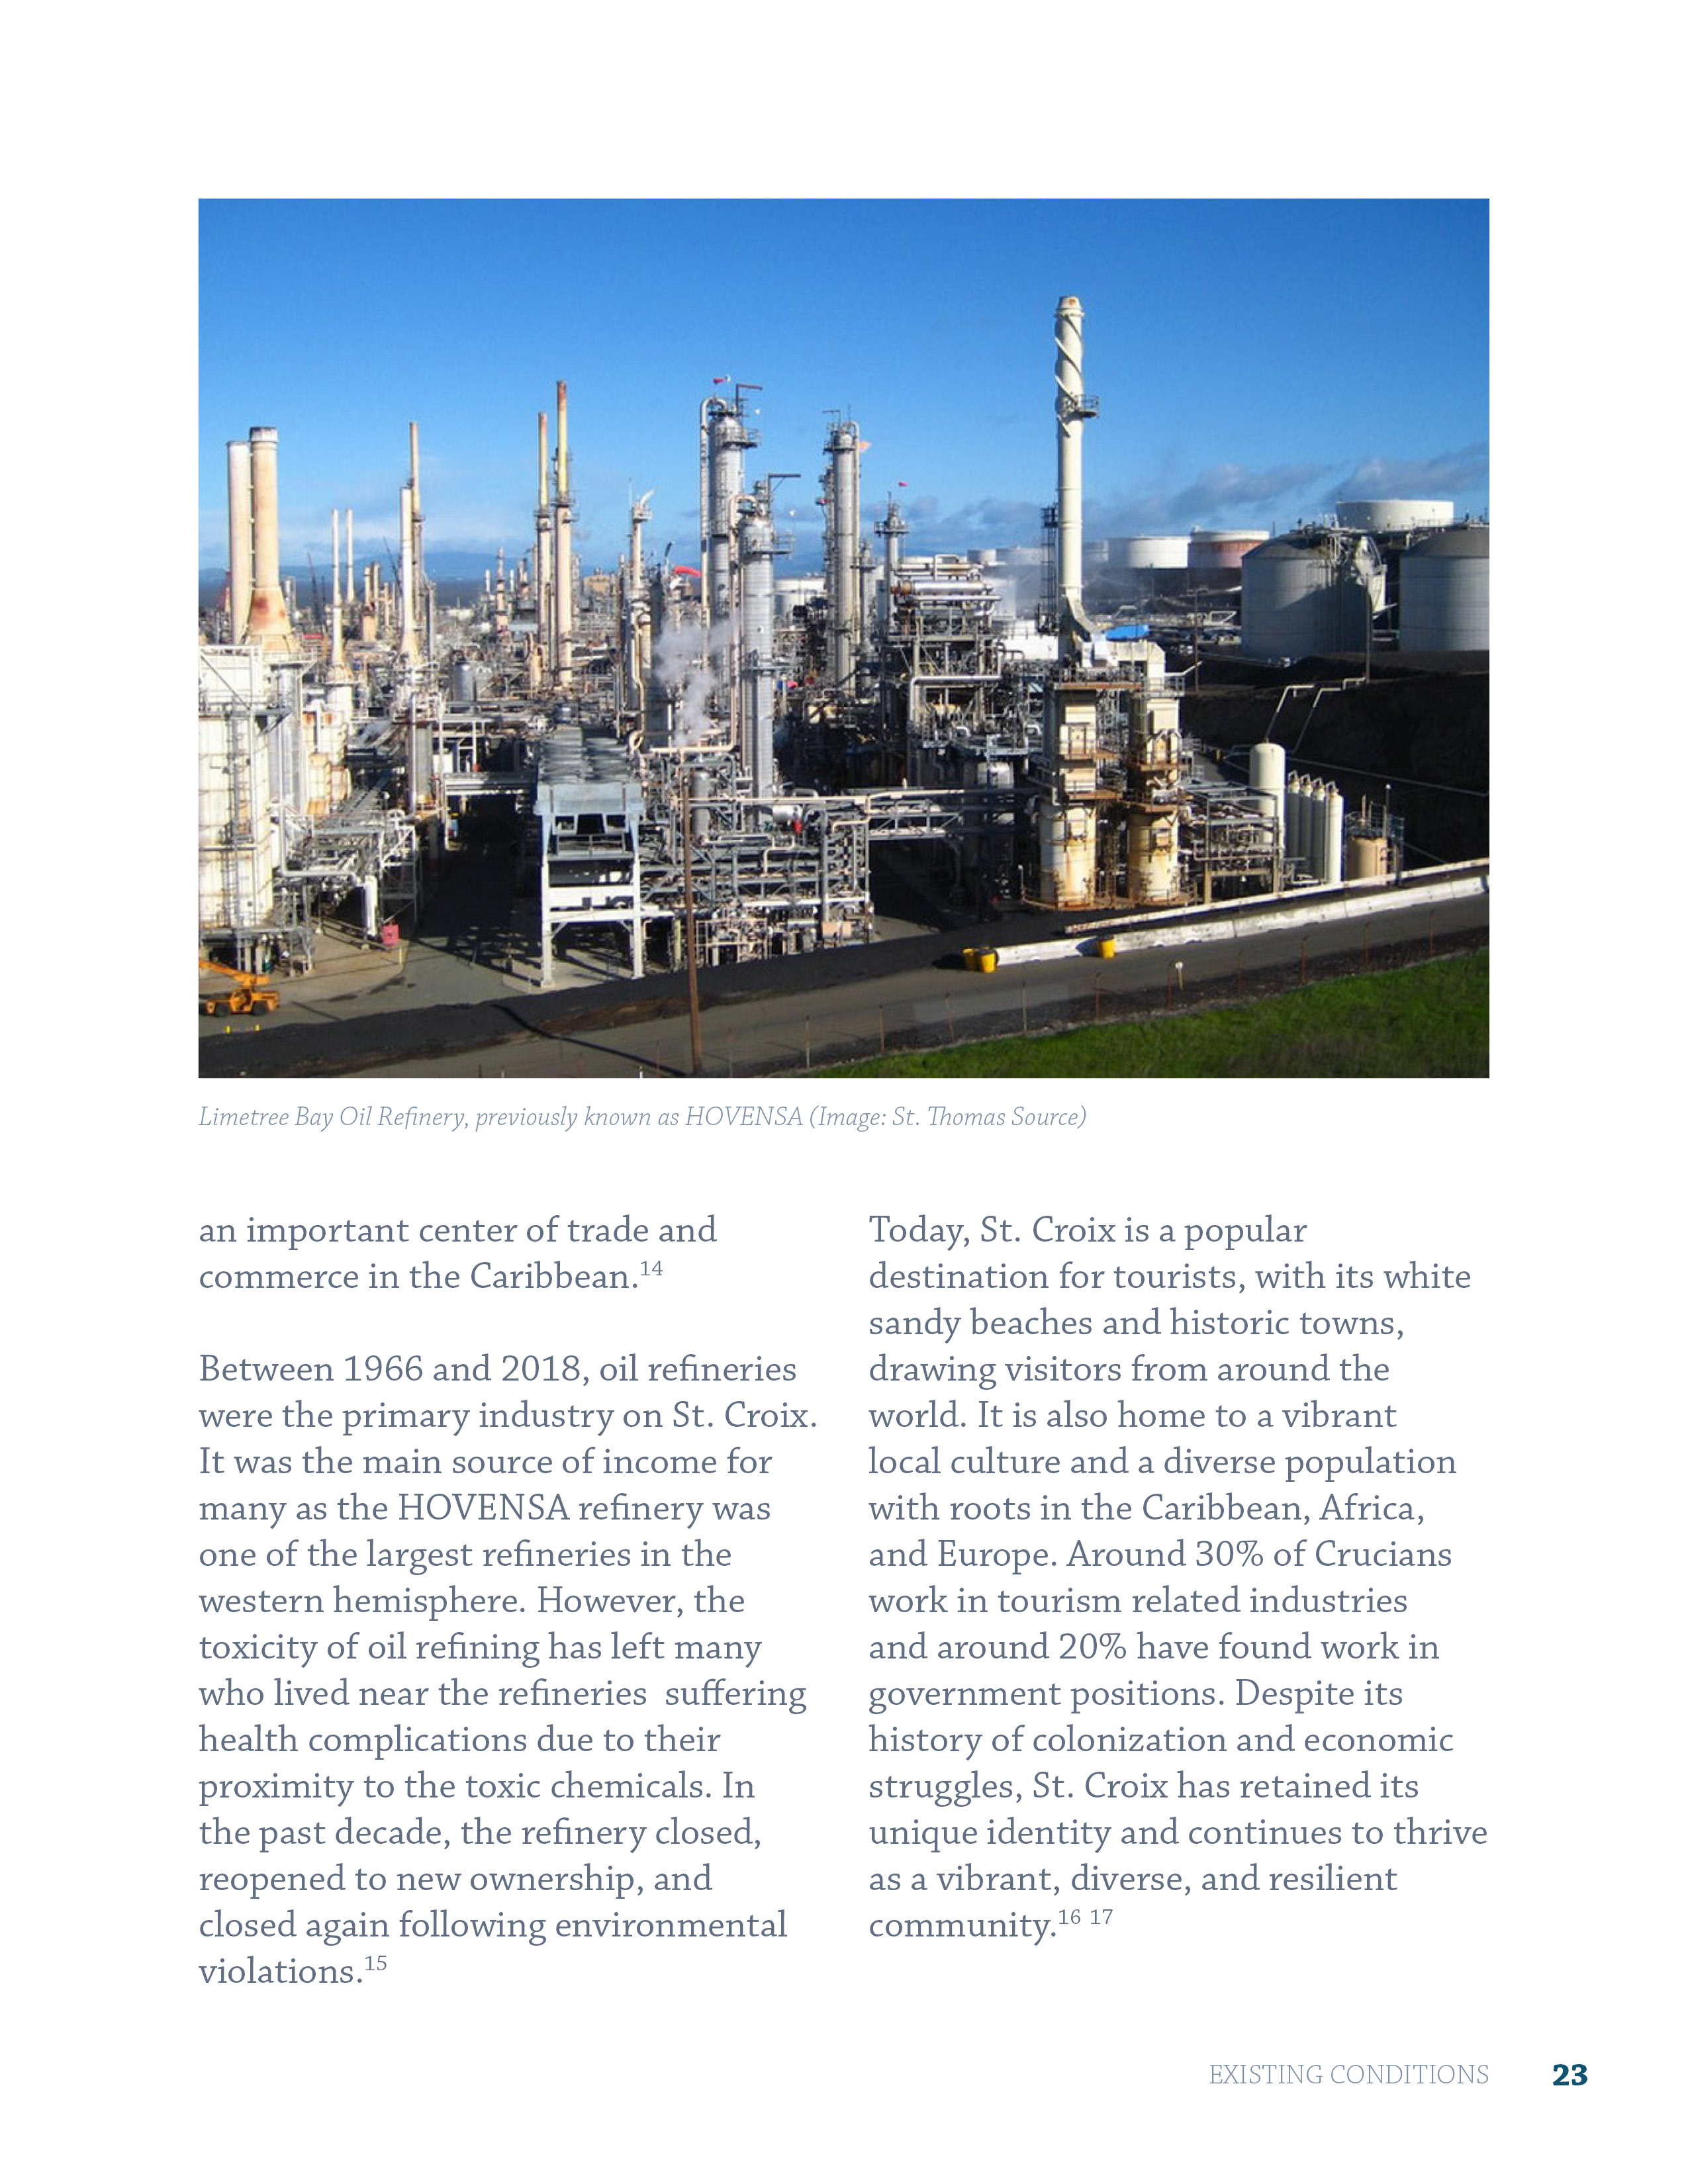 Limetree Bay Oil Refinery, previously known as HOVENSA (Image: St. Thomas Source)
an important center of trade and
commerce in the Caribbean.14
Between 1966 and 2018, oil refineries
were the primary industry on St. Croix.
It was the main source of income for
many as the HOVENSA refinery was
one of the largest refineries in the
western hemisphere. However, the
toxicity of oil refining has left many
who lived near the refineries  suffering
health complications due to their
proximity to the toxic chemicals. In
the past decade, the refinery closed,
reopened to new ownership, and
closed again following environmental
violations.15
Today, St. Croix is a popular
destination for tourists, with its white
sandy beaches and historic towns,
drawing visitors from around the
world. It is also home to a vibrant
local culture and a diverse population
with roots in the Caribbean, Africa,
and Europe. Around 30% of Crucians
work in tourism related industries
and around 20% have found work in
government positions. Despite its
history of colonization and economic
struggles, St. Croix has retained its
unique identity and continues to thrive
as a vibrant, diverse, and resilient
community.16 17
EXISTING CONDITIONS 23